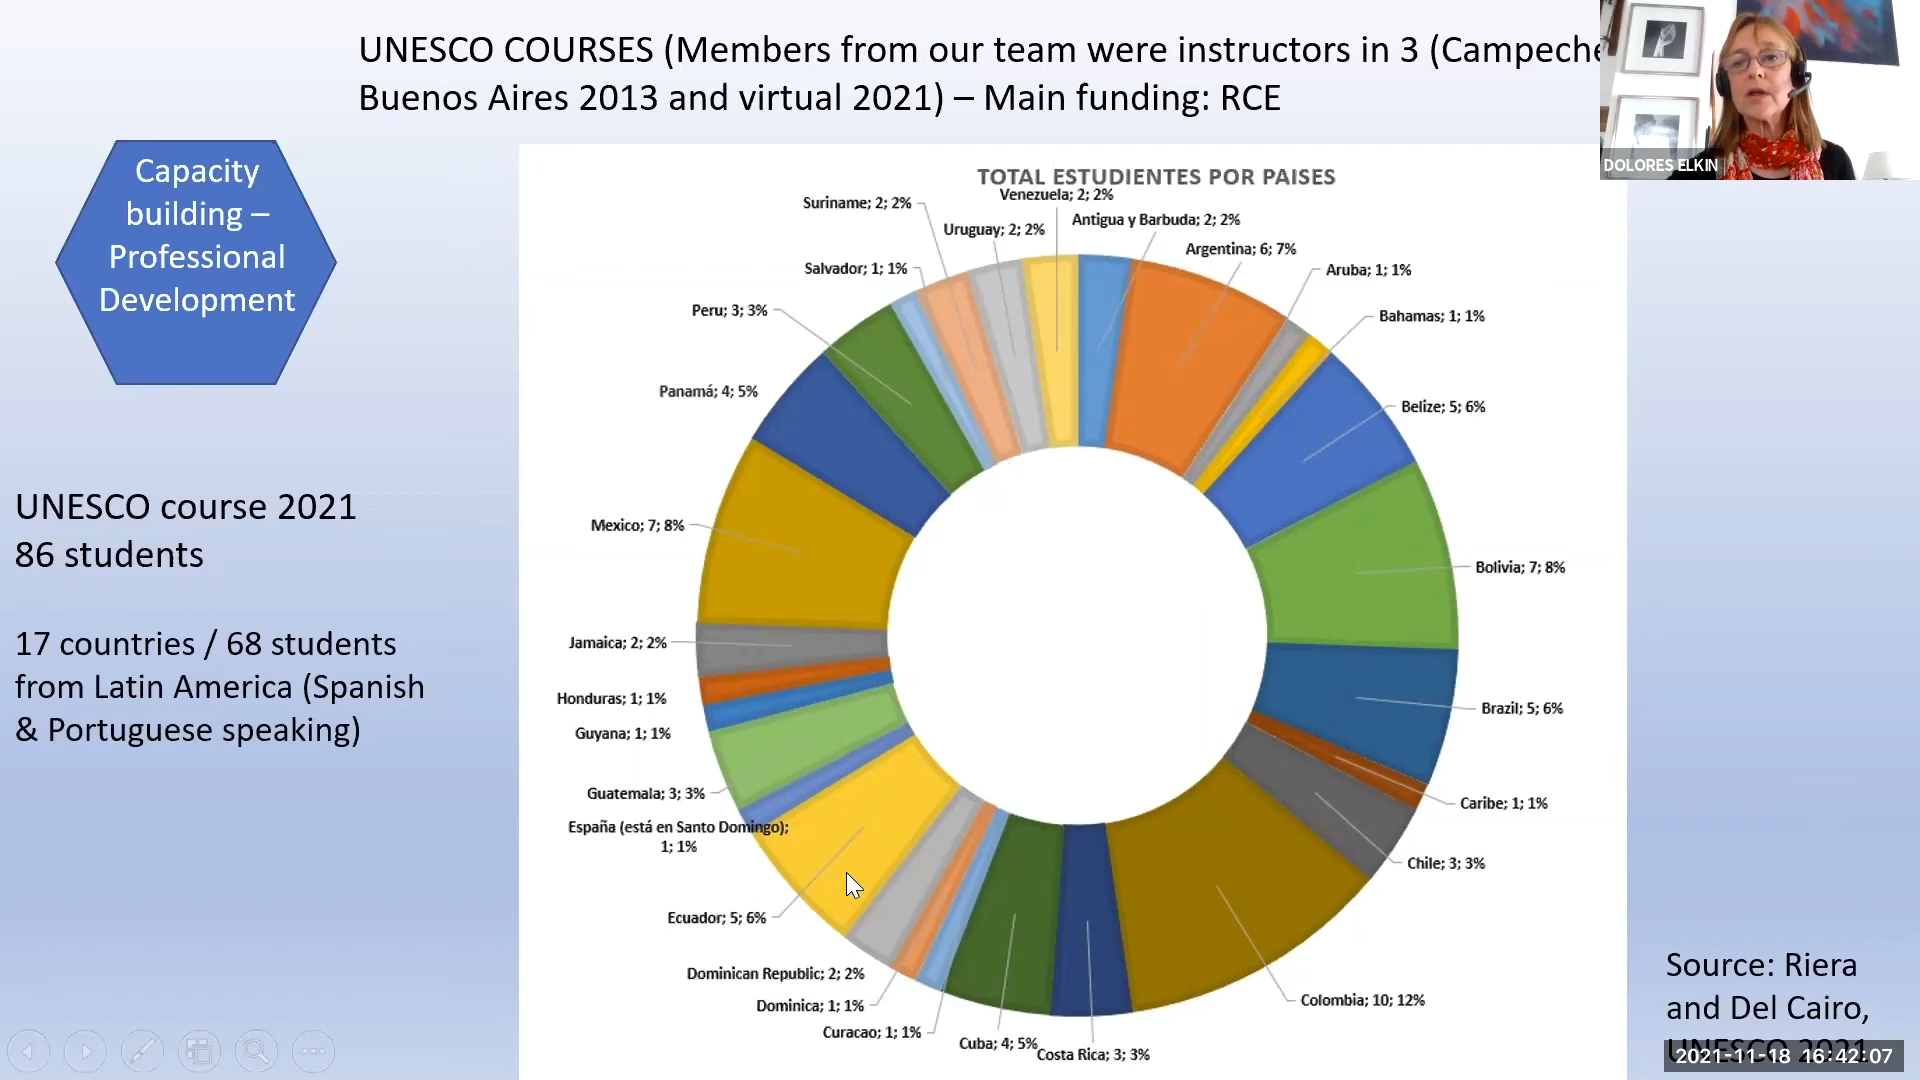 UNESCO COURSES (Members from our team were instructors in 3 (Campeche
Buenos Aires 2013 and virtual 2021) – Main funding: RCE
DOLORES ELKIN
Capacity
building –
Professional
Development
UNESCO course 2021
86 students
17 countries / 68 students
from Latin America (Spanish
& Portuguese speaking)
TOTAL ESTUDIENTES POR PAISES
Venezuela; 2; 2%
Suriname; 2; 2%
Antigua y Barbuda; 2; 2%
Uruguay; 2; 2%
Argentina; 6; 7%
Salvador; 1; 1%
Aruba; 1; 1%
Peru; 3; 3%
Bahamas; 1; 1%
Panamá; 4; 5%
Belize; 5; 6%
Mexico; 7; 8%
Bolivia; 7; 8%
Jamaica; 2; 2%
Honduras; 1; 1%
Brazil; 5; 6%
Guyana; 1; 1%
Guatemala; 3; 3%
Caribe; 1; 1%
España (está en Santo Domingo);
1; 1%
Chile; 3; 3%
Ecuador; 5; 6%
Dominican Republic; 2; 2%
Colombia; 10; 12%
Dominica; 1; 1%
Curacao; 1; 1%
Cuba; 4; 5%
Costa Rica; 3; 3%
Source: Riera
and Del Cairo,
UNESCO 2021
2021-11-18 16:42:07